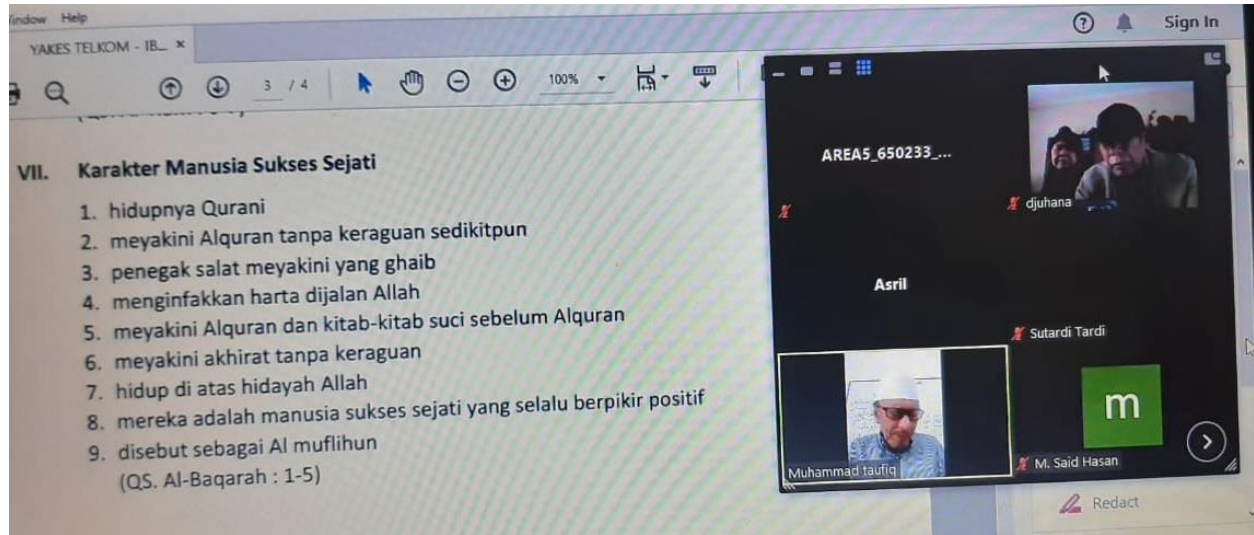 Window Help
Sign In
YAKES TELKOM - IB...
3 / 4
100%
VII. Karakter Manusia Sukses Sejati
1. hidupnya Qurani
2. meyakini Alquran tanpa keraguan sedikitpun
3. penegak salat meyakini yang ghaib
4. menginfakkan harta dijalan Allah
5. meyakini Alquran dan kitab-kitab suci sebelum Alquran
6. meyakini akhirat tanpa keraguan
7. hidup di atas hidayah Allah
8. mereka adalah manusia sukses sejati yang selalu berpikir positif
9. disebut sebagai Al muflihun
(QS. Al-Baqarah : 1-5)
AREA5_650233_...
djuhana
Asril
Sutardi Tardi
Muhammad taufiq
m
M. Said Hasan
Redact